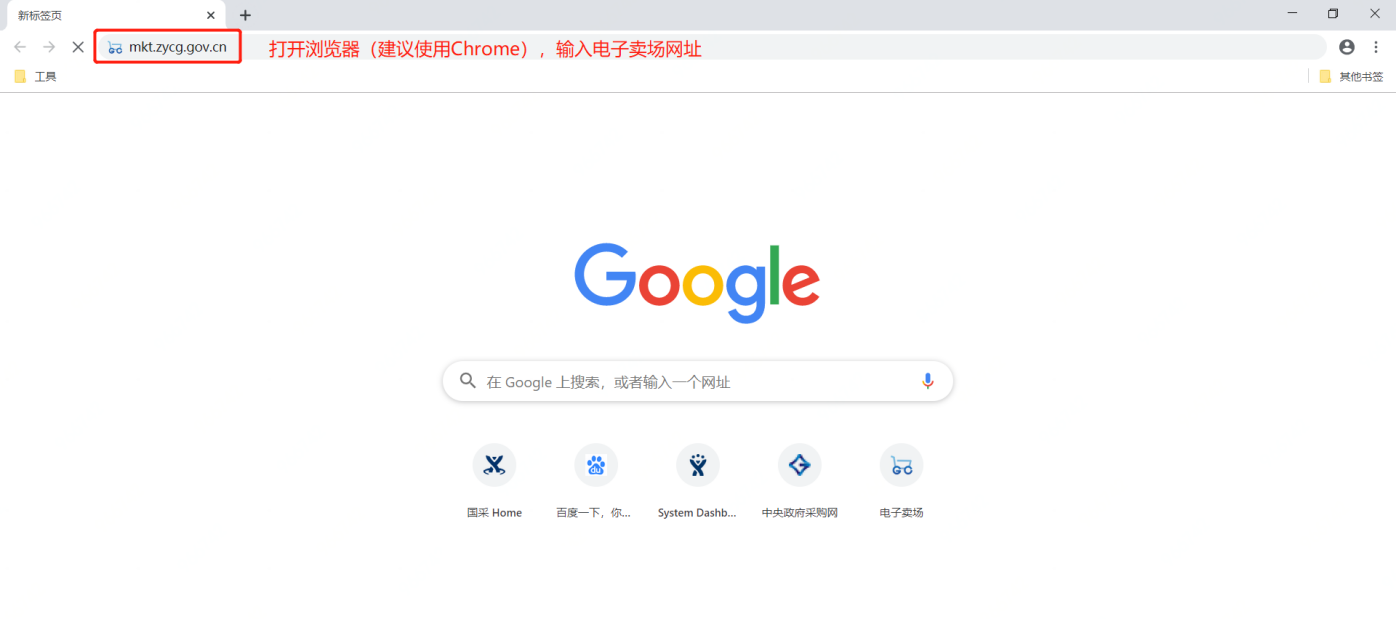 新标签页
mkt.zycg.gov.cn
打开浏览器（建议使用Chrome），输入电子卖场网址
工具
其他书签
Google
在 Google 上搜索，或者输入一个网址
国采 Home
百度一下，你...
System Dashb...
中央政府采购网
电子卖场